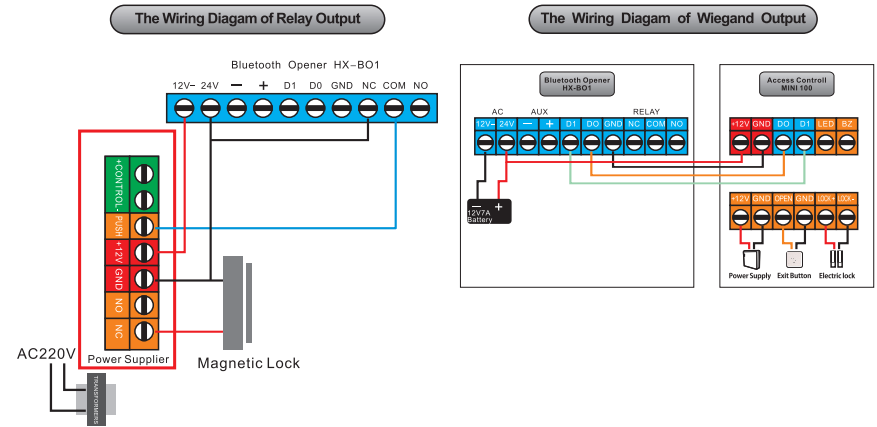 The Wiring Diagam of Relay Output
Bluetooth Opener HX-BO1
12V~ 24V - + D1 D0 GND NC COM NO
+CONTROL-
PUSH
+12V
GND
NO
NC
Power Supplier
AC220V
TRANSFORMERS
Magnetic Lock
The Wiring Diagam of Wiegand Output
Bluetooth Opener
HX-BO1
AC AUX RELAY
12V~ 24V - + D1 DO GND NC COM NO
12V7A
Battery
- +
Access Controll
MINI 100
+12V GND DO D1 LED BZ
+12V GND OPEN GND LOCK+ LOCK-
Power Supply Exit Button Electric lock